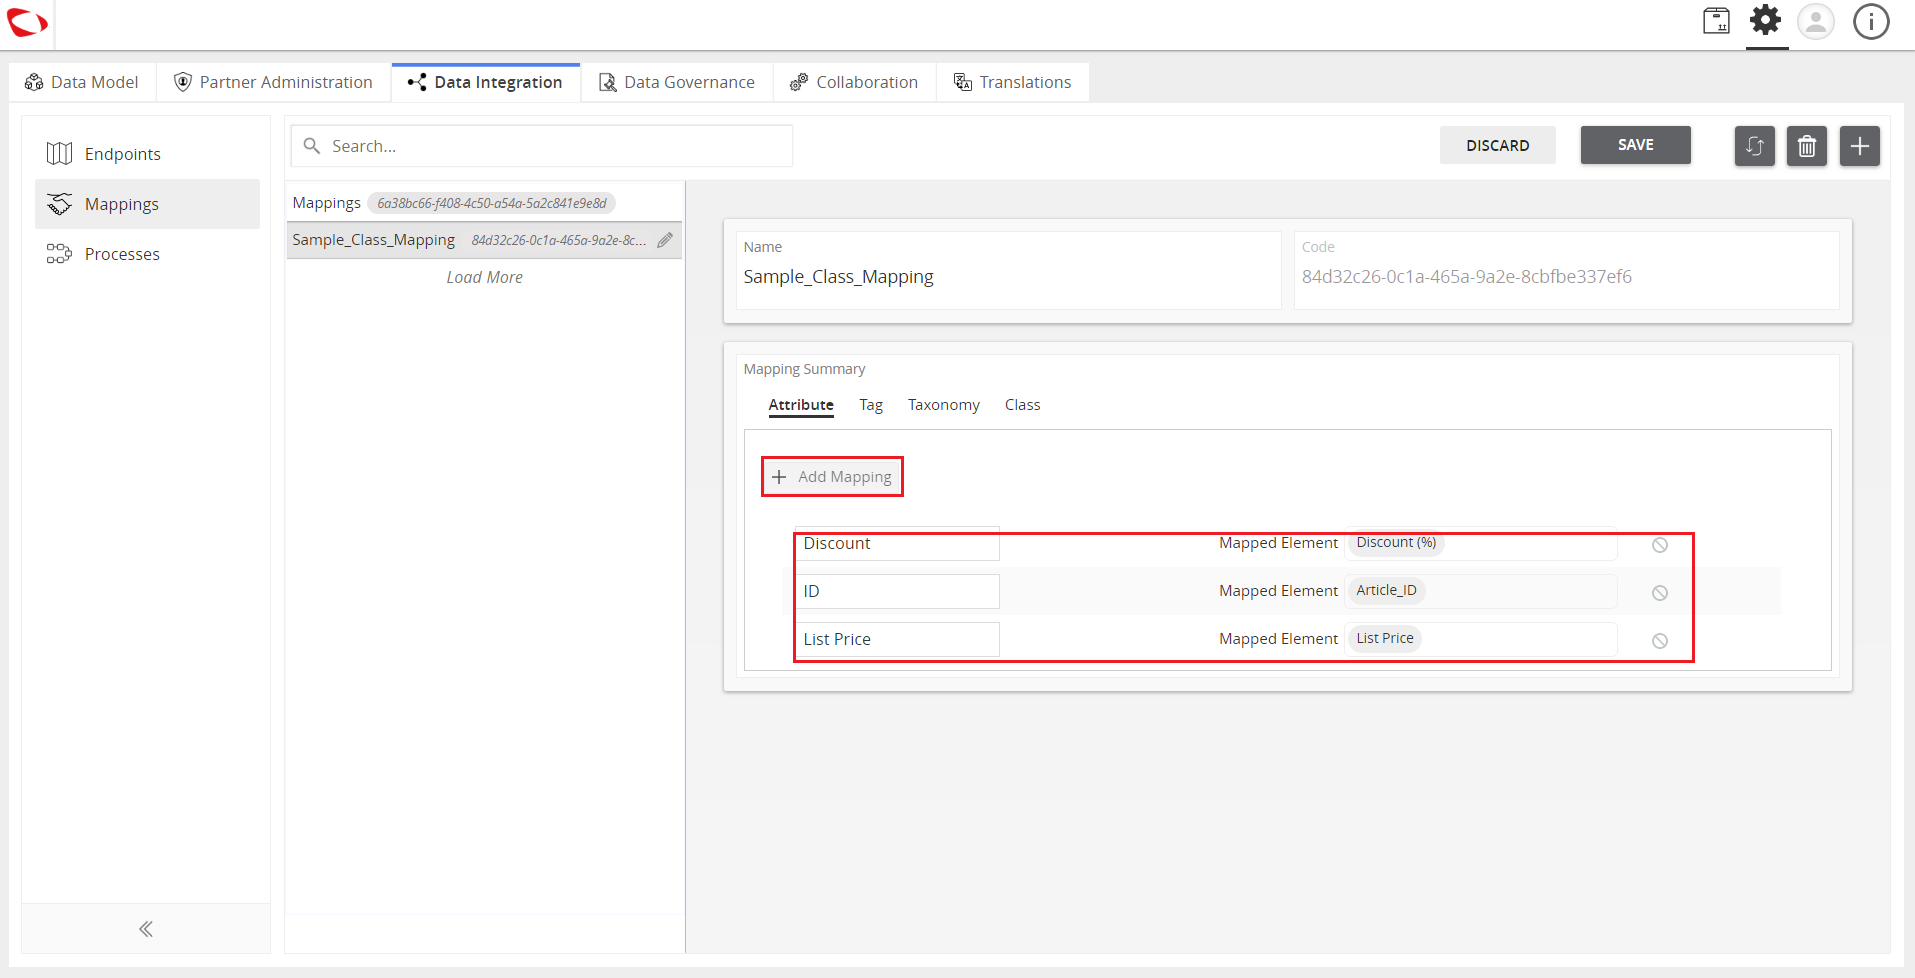 Data Model
Partner Administration
Data Integration
Data Governance
Collaboration
Translations
Endpoints
Mappings
Processes
Search...
DISCARD
SAVE
Mappings 6a38bc66-f408-4c50-a54a-5a2c841e9e8d
Sample_Class_Mapping 84d32c26-0c1a-465a-9a2e-8c...
Load More
Name
Sample_Class_Mapping
Code
84d32c26-0c1a-465a-9a2e-8cbfbe337ef6
Mapping Summary
Attribute Tag Taxonomy Class
+ Add Mapping
Discount Mapped Element Discount (%)
ID Mapped Element Article_ID
List Price Mapped Element List Price